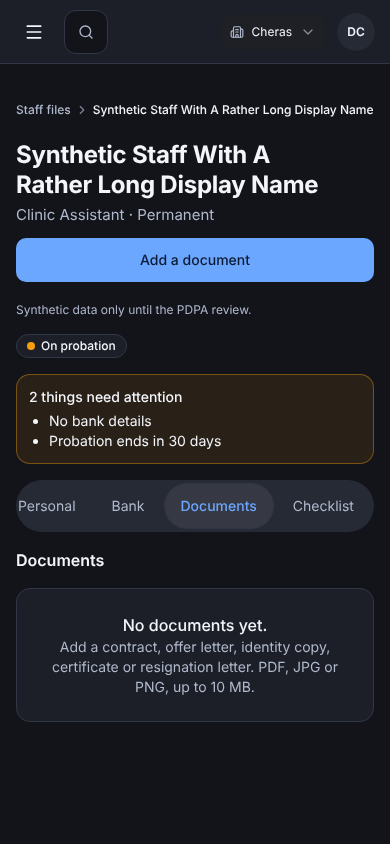 Cheras
DC
Staff files > Synthetic Staff With A Rather Long Display Name
Synthetic Staff With A
Rather Long Display Name
Clinic Assistant · Permanent
Add a document
Synthetic data only until the PDPA review.
On probation
2 things need attention
• No bank details
• Probation ends in 30 days
Personal Bank Documents Checklist
Documents
No documents yet.
Add a contract, offer letter, identity copy,
certificate or resignation letter. PDF, JPG or
PNG, up to 10 MB.